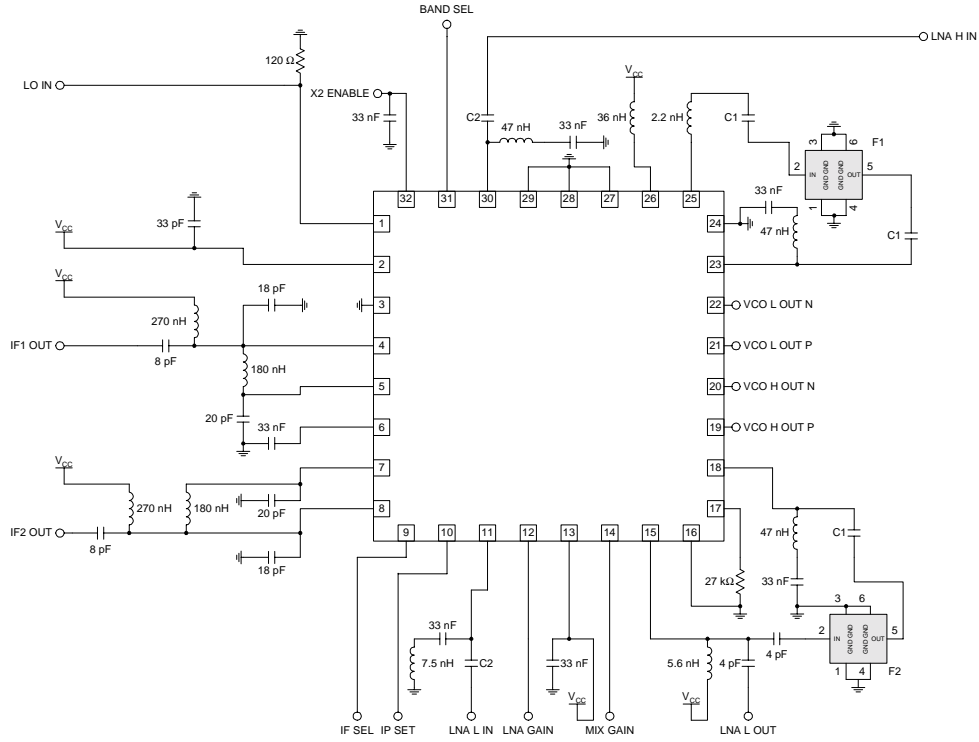 BAND SEL
LNA H IN
120 Ω
LO IN
X2 ENABLE
33 nF
C2
47 nH
33 nF
V_CC
36 nH
2.2 nH
C1
3 6 F1
2 IN GND GND GND GND OUT 5
1 4
33 nF
47 nH
C1
32 31 30 29 28 27 26 25
33 pF
V_CC
1
2
3
4
5
6
7
8
24
23
22 VCO L OUT N
21 VCO L OUT P
20 VCO H OUT N
19 VCO H OUT P
18
17
V_CC
18 pF
270 nH
IF1 OUT
8 pF
180 nH
20 pF
33 nF
V_CC
270 nH
180 nH
20 pF
IF2 OUT
8 pF
18 pF
9 10 11 12 13 14 15 16
27 kΩ
47 nH
C1
33 nF
3 6
2 IN GND GND GND GND OUT 5
1 4
F2
33 nF
7.5 nH
C2
33 nF
V_CC
5.6 nH
4 pF
4 pF
V_CC
IF SEL IP SET LNA L IN LNA GAIN MIX GAIN LNA L OUT